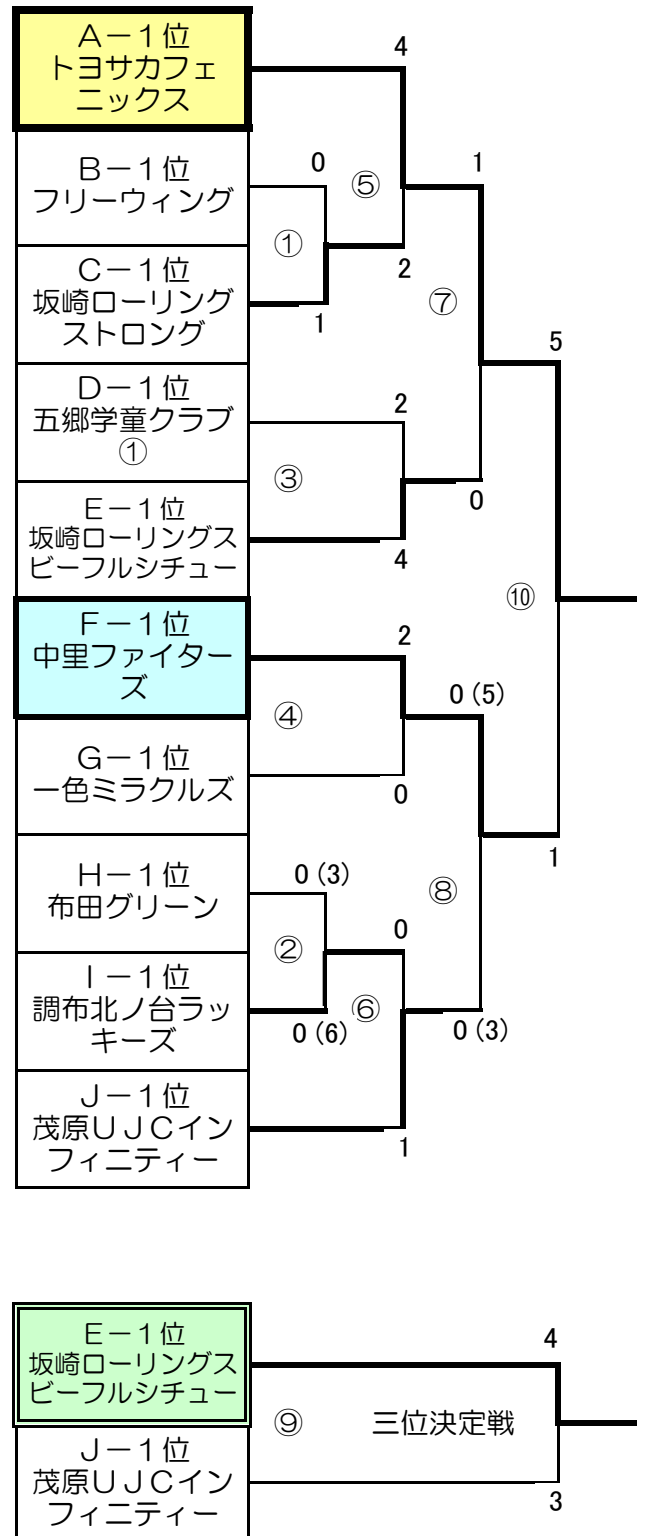 A－1位
トヨサカフェ
ニックス
4
B－1位
フリーウィング
0
⑤
1
①
C－1位
坂崎ローリング
ストロング
1
2
⑦
5
D－1位
五郷学童クラブ
①
2
③
0
E－1位
坂崎ローリングス
ビーフルシチュー
4
⑩
F－1位
中里ファイター
ズ
2
0(5)
④
G－1位
一色ミラクルズ
0
1
H－1位
布田グリーン
0(3)
⑧
②
0
I－1位
調布北ノ台ラッ
キーズ
0(6)
⑥
0(3)
J－1位
茂原UJCイン
フィニティー
1
E－1位
坂崎ローリングス
ビーフルシチュー
4
⑨ 三位決定戦
J－1位
茂原UJCイン
フィニティー
3